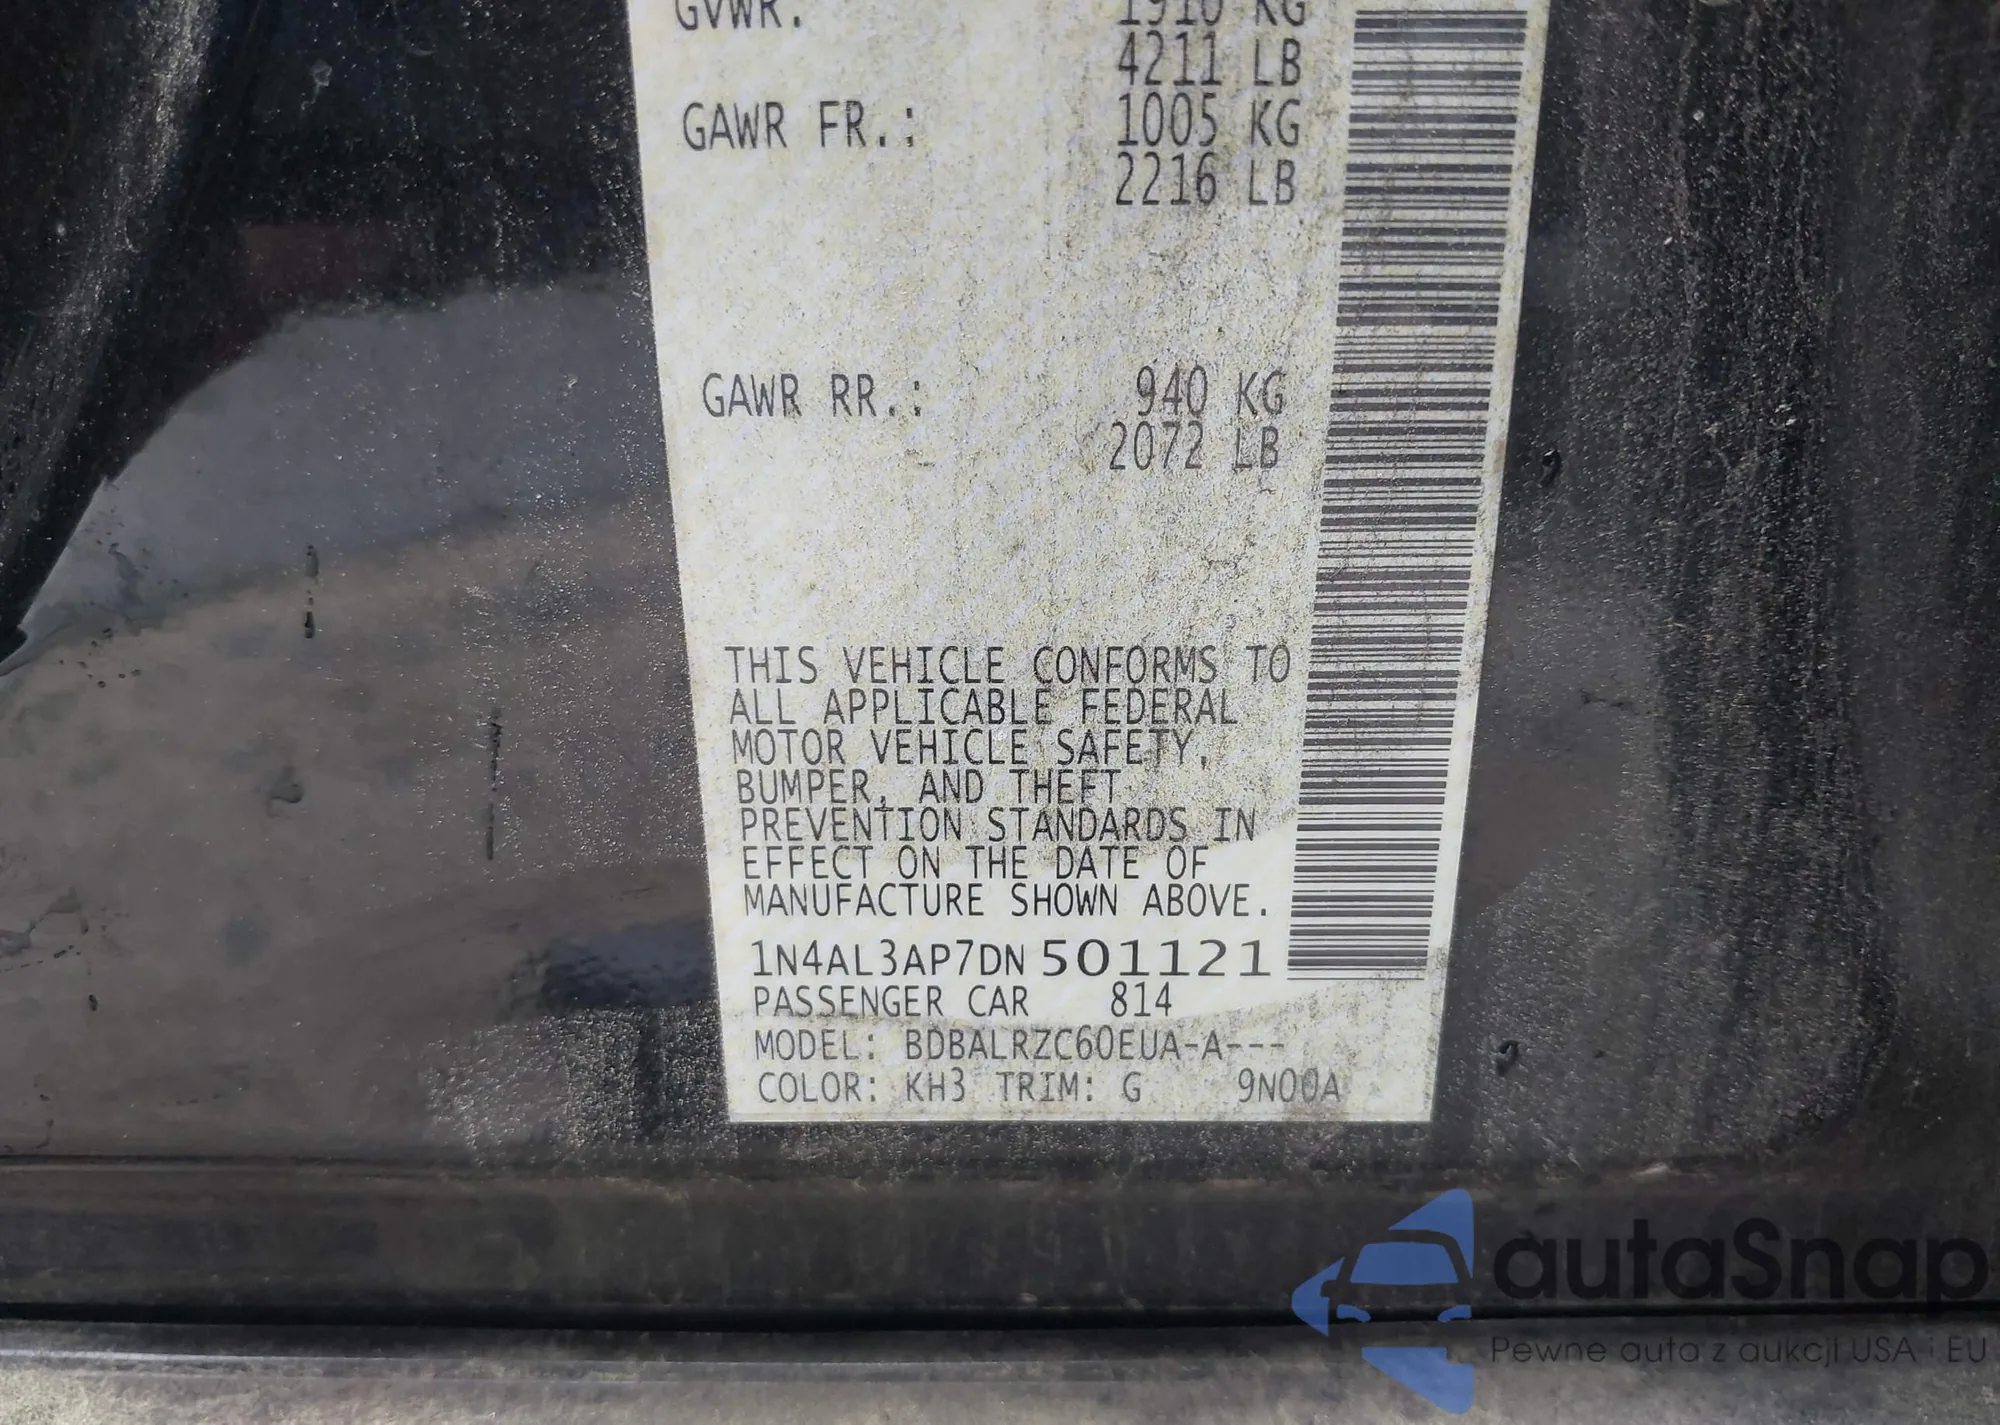 GVWR: 1910 KG
4211 LB
GAWR FR.: 1005 KG
2216 LB
GAWR RR.: 940 KG
2072 LB
THIS VEHICLE CONFORMS TO
ALL APPLICABLE FEDERAL
MOTOR VEHICLE SAFETY,
BUMPER, AND THEFT
PREVENTION STANDARDS IN
EFFECT ON THE DATE OF
MANUFACTURE SHOWN ABOVE.
1N4AL3AP7DN501121
PASSENGER CAR 814
MODEL: BDBALRZC60EUA-A---
COLOR: KH3 TRIM: G 9N00A
autaSnap
Pewne auta z aukcji USA i EU